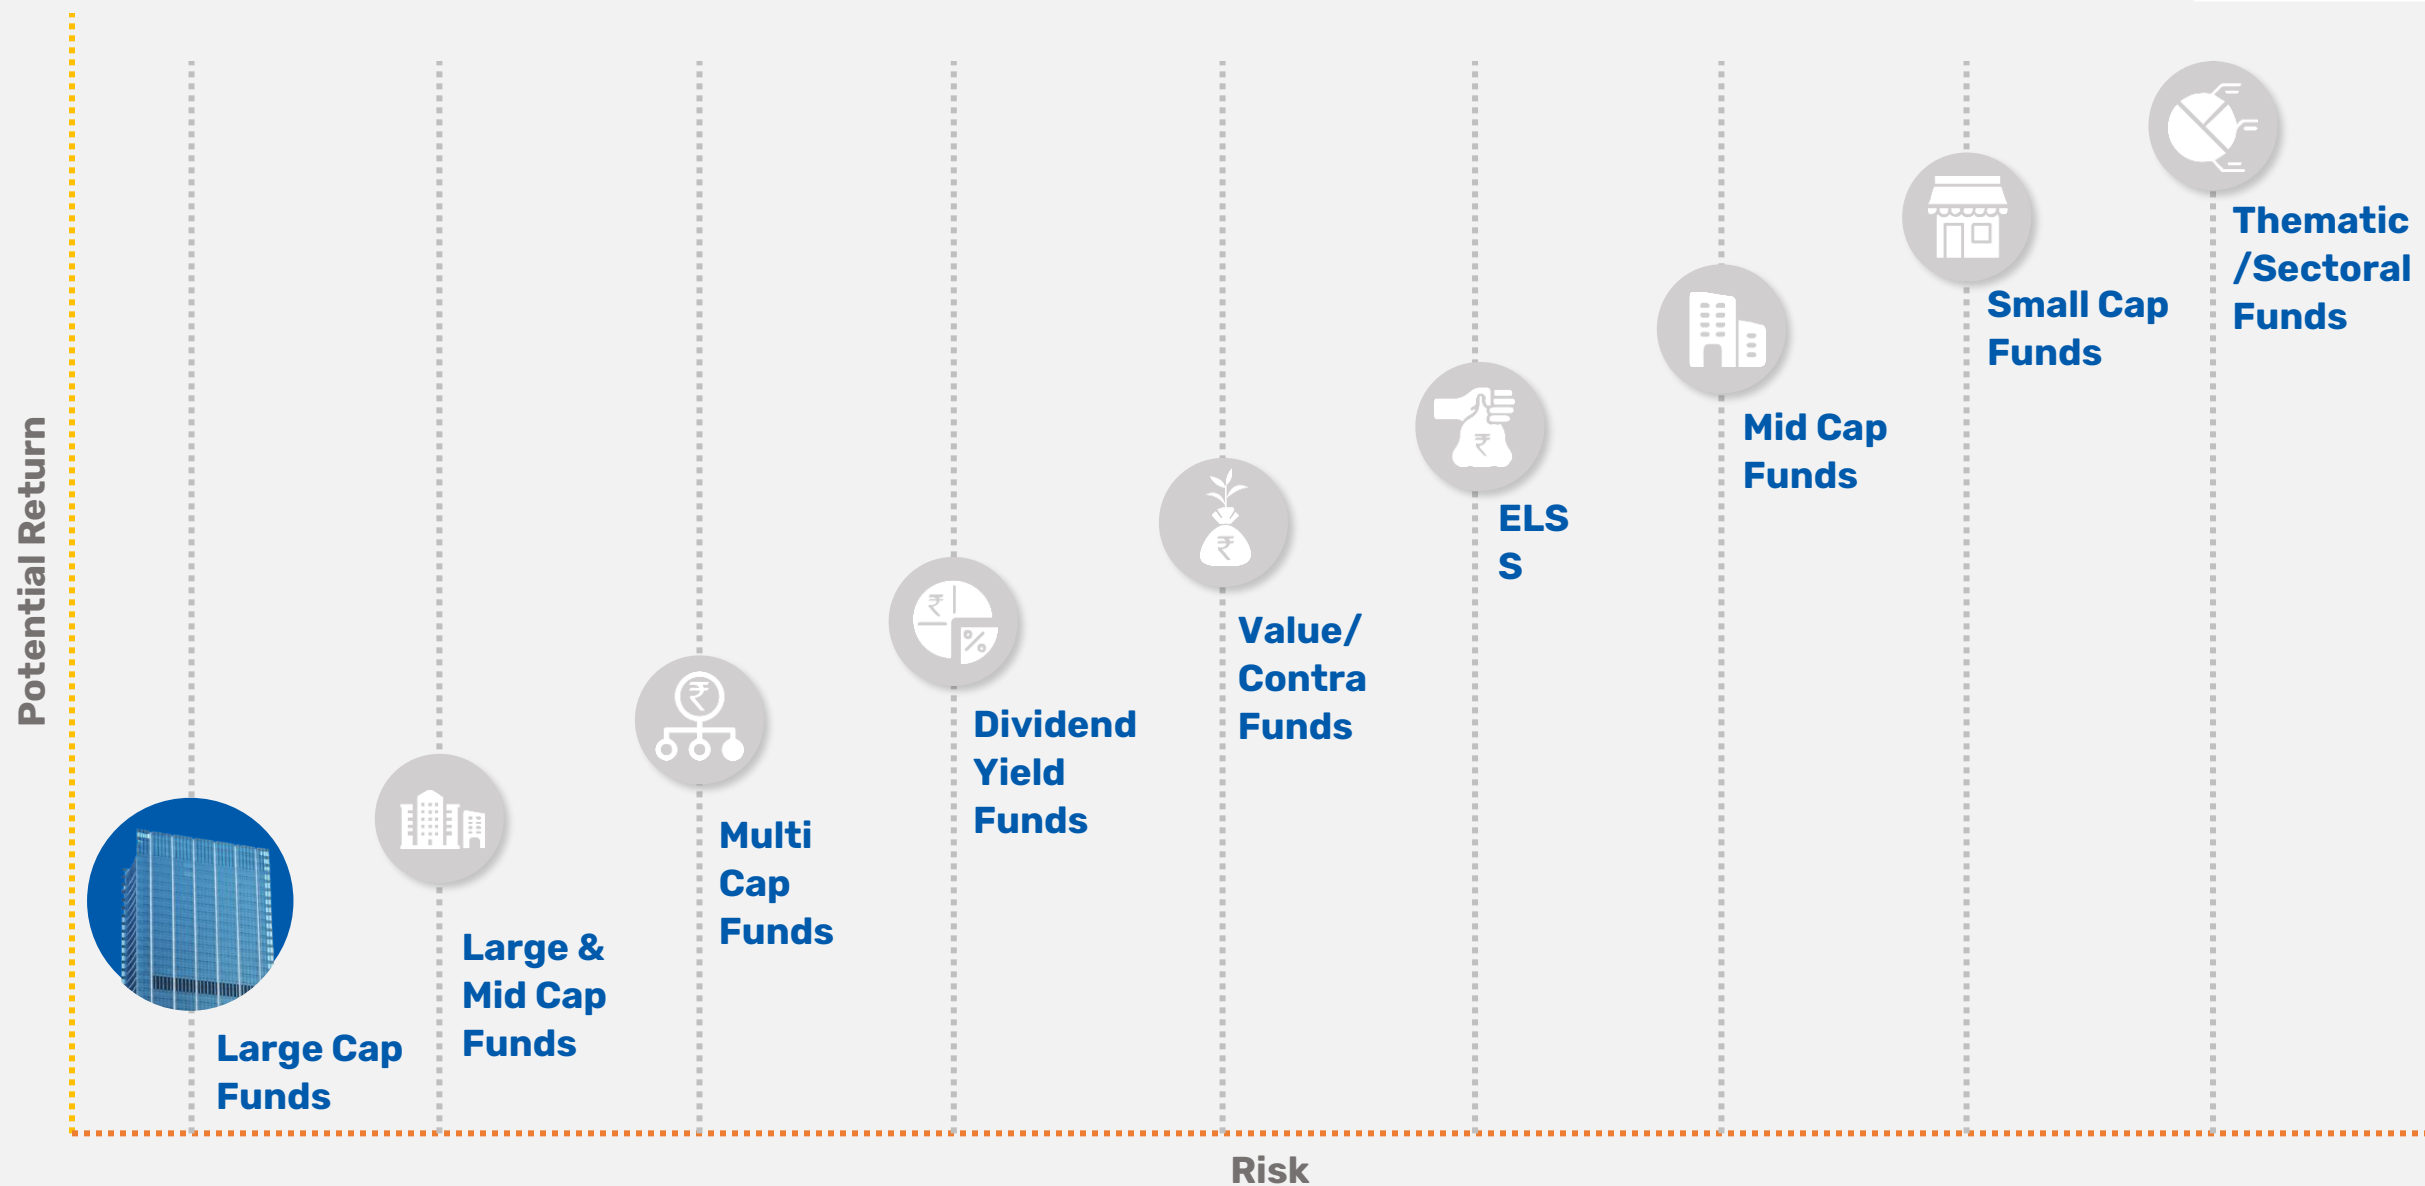 Potential Return
Large Cap
Funds
Large &
Mid Cap
Funds
Multi
Cap
Funds
Dividend
Yield
Funds
Value/
Contra
Funds
ELS
S
Mid Cap
Funds
Small Cap
Funds
Thematic
/Sectoral
Funds
₹
₹
%
₹
₹
Risk